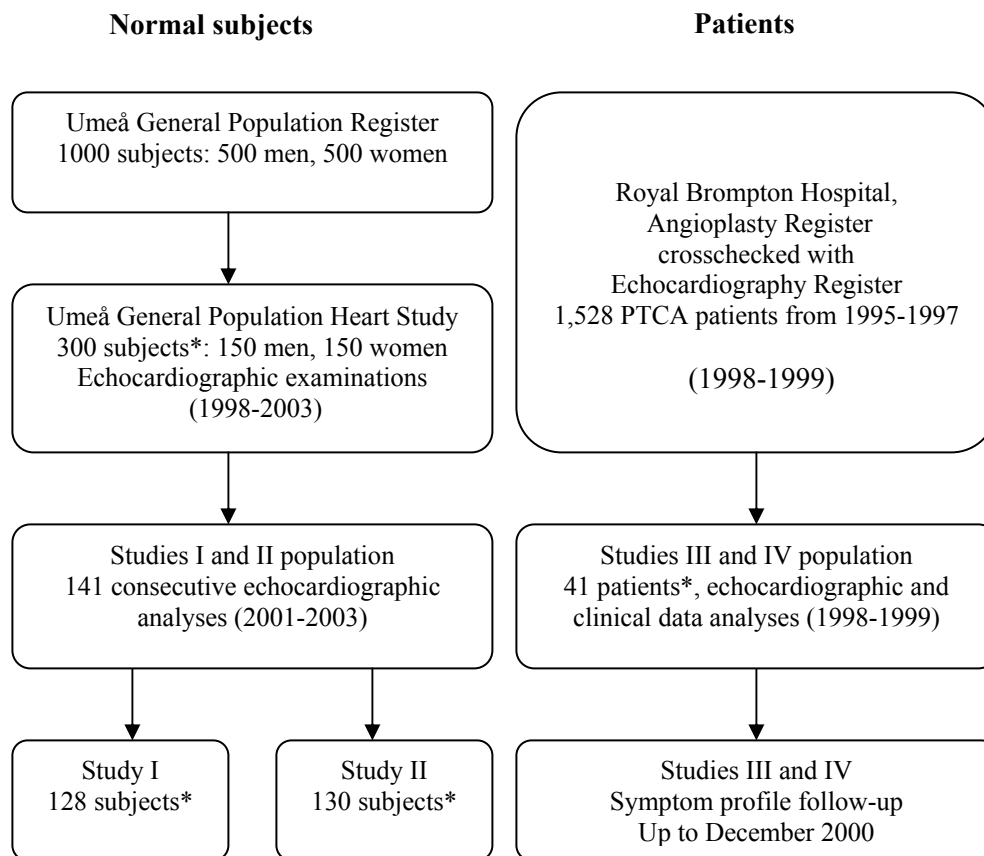 Normal subjects
Patients
Umeå General Population Register
1000 subjects: 500 men, 500 women
Umeå General Population Heart Study
300 subjects*: 150 men, 150 women
Echocardiographic examinations
(1998-2003)
Studies I and II population
141 consecutive echocardiographic
analyses (2001-2003)
Study I
128 subjects*
Study II
130 subjects*
Royal Brompton Hospital,
Angioplasty Register
crosschecked with
Echocardiography Register
1,528 PTCA patients from 1995-1997
(1998-1999)
Studies III and IV population
41 patients*, echocardiographic and
clinical data analyses (1998-1999)
Studies III and IV
Symptom profile follow-up
Up to December 2000